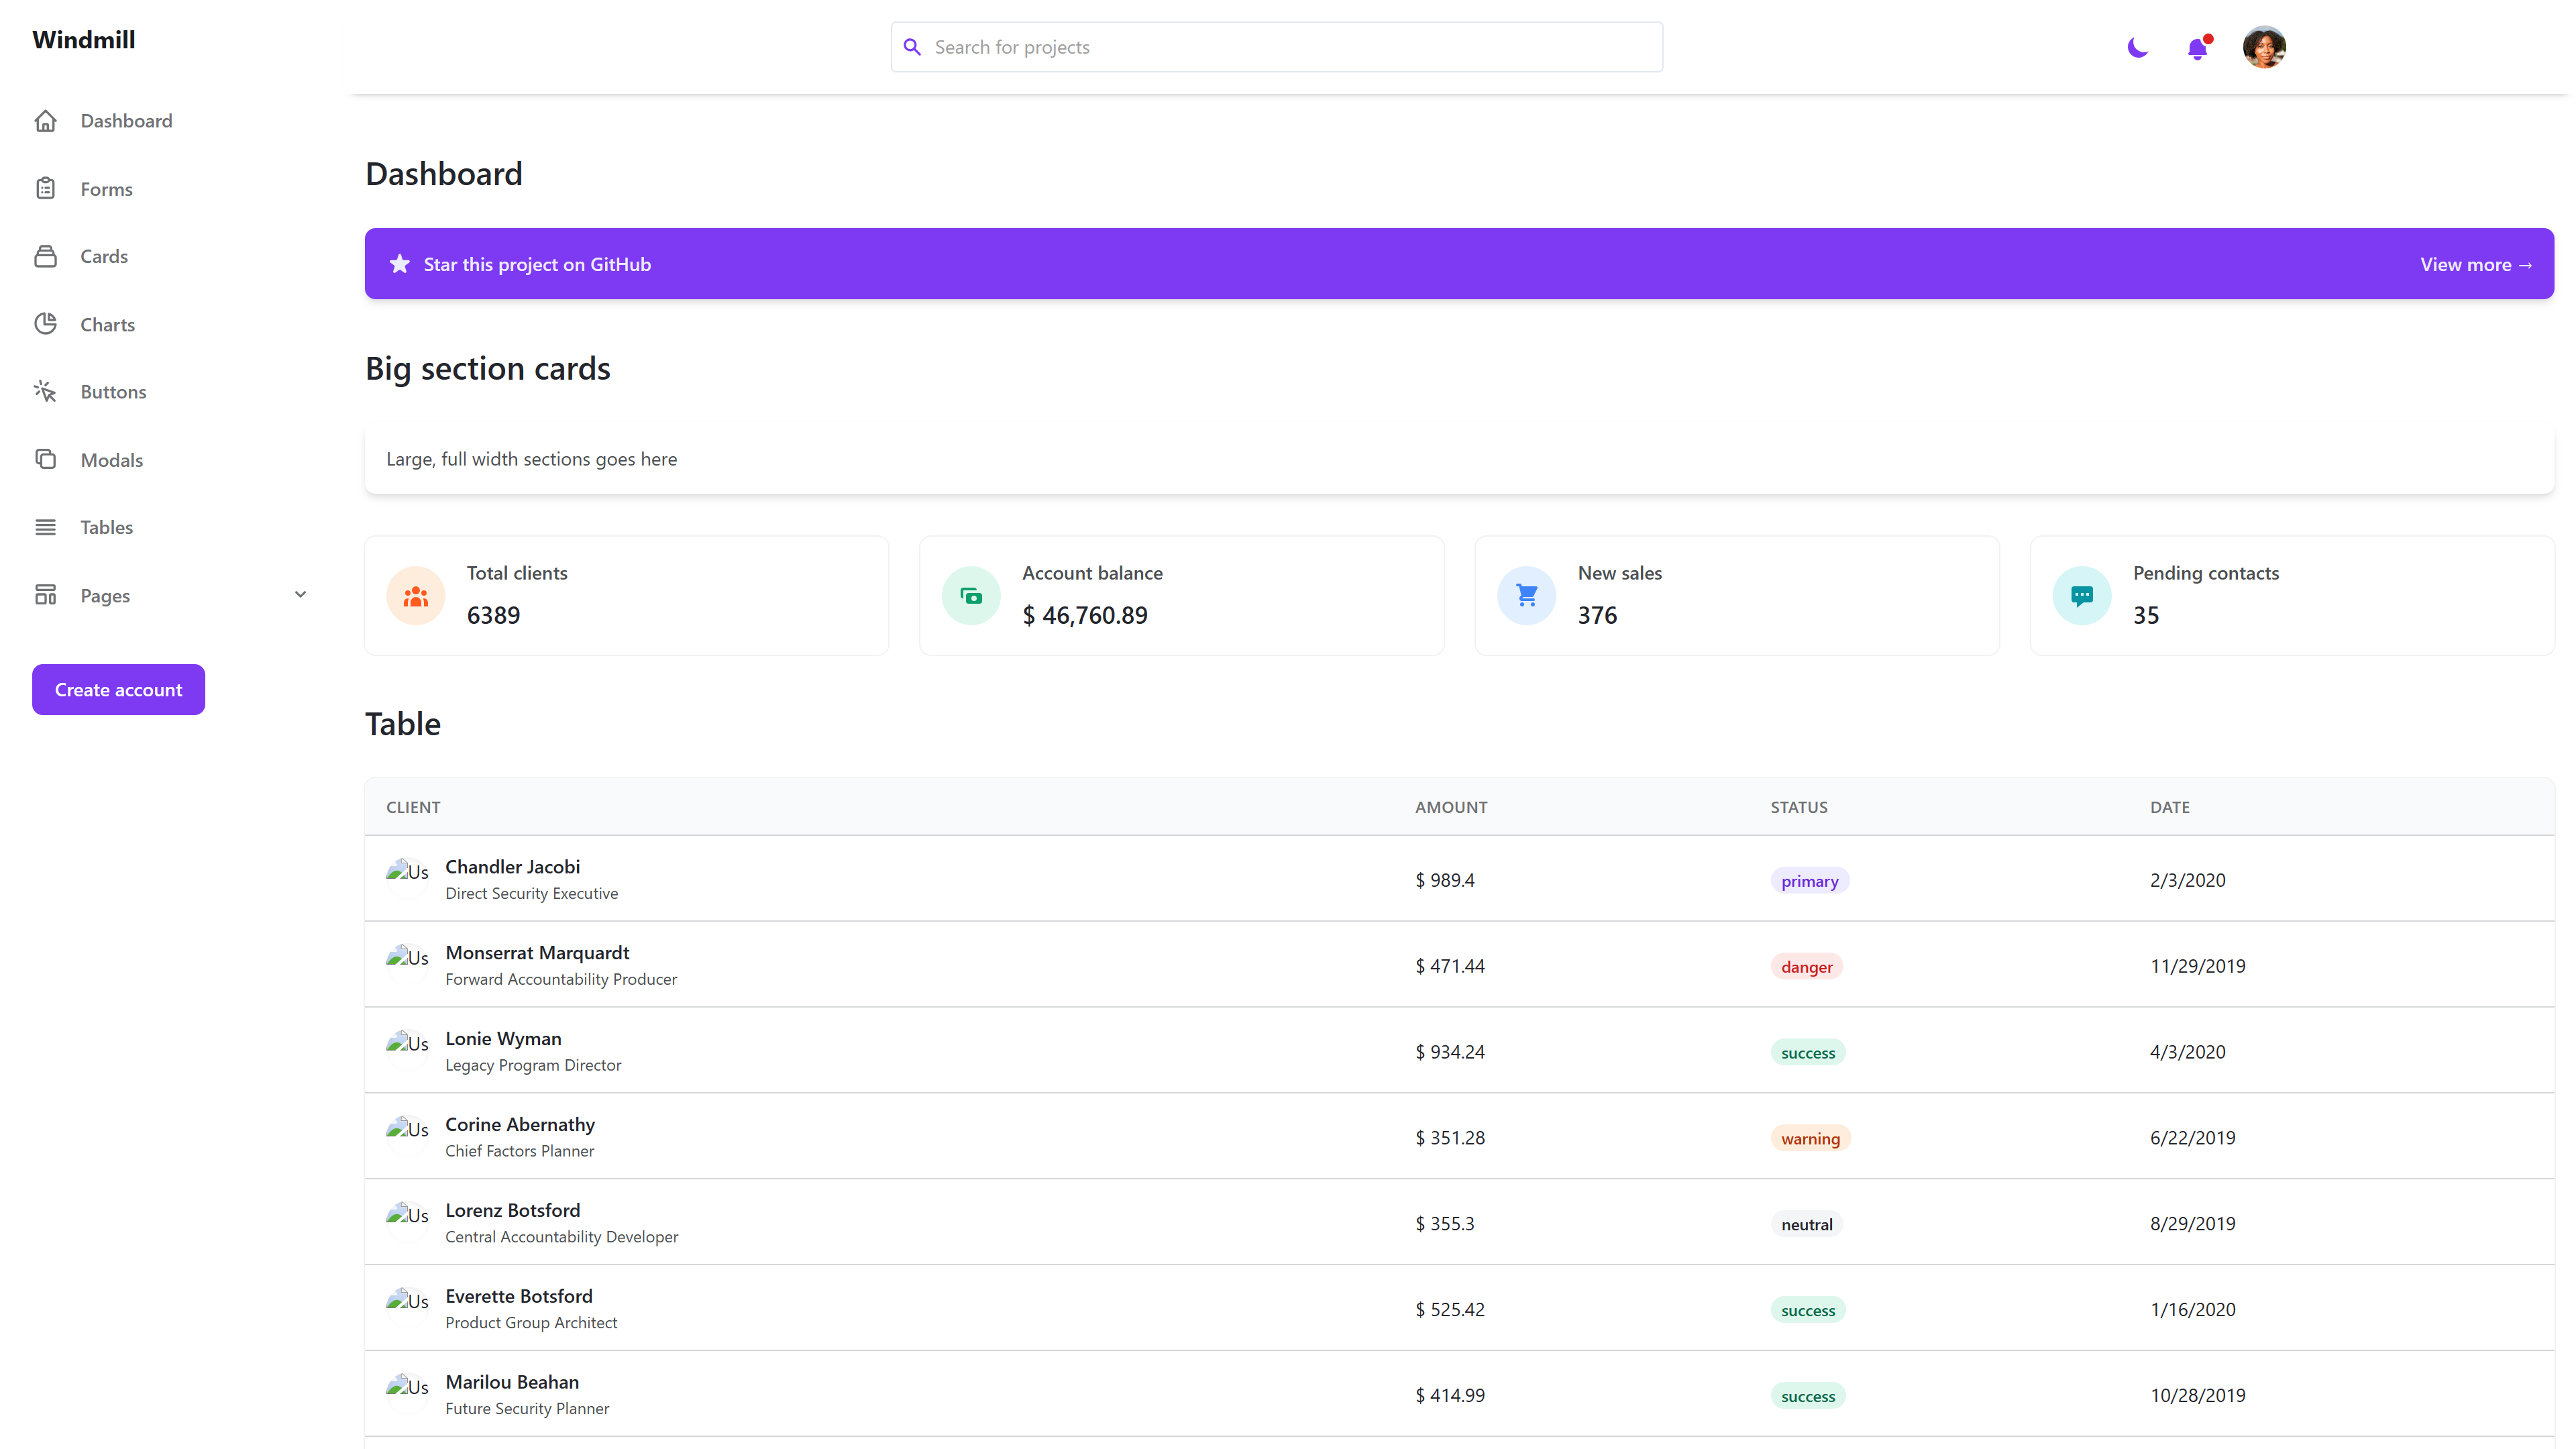 Windmill
Search for projects
Dashboard
Forms
Cards
Charts
Buttons
Modals
Tables
Pages
Create account
Dashboard
Star this project on GitHub
View more →
Big section cards
Large, full width sections goes here
Total clients
6389
Account balance
$ 46,760.89
New sales
376
Pending contacts
35
Table
CLIENT AMOUNT STATUS DATE
Us Chandler Jacobi
Direct Security Executive
$ 989.4 primary 2/3/2020
Us Monserrat Marquardt
Forward Accountability Producer
$ 471.44 danger 11/29/2019
Us Lonie Wyman
Legacy Program Director
$ 934.24 success 4/3/2020
Us Corine Abernathy
Chief Factors Planner
$ 351.28 warning 6/22/2019
Us Lorenz Botsford
Central Accountability Developer
$ 355.3 neutral 8/29/2019
Us Everette Botsford
Product Group Architect
$ 525.42 success 1/16/2020
Us Marilou Beahan
Future Security Planner
$ 414.99 success 10/28/2019